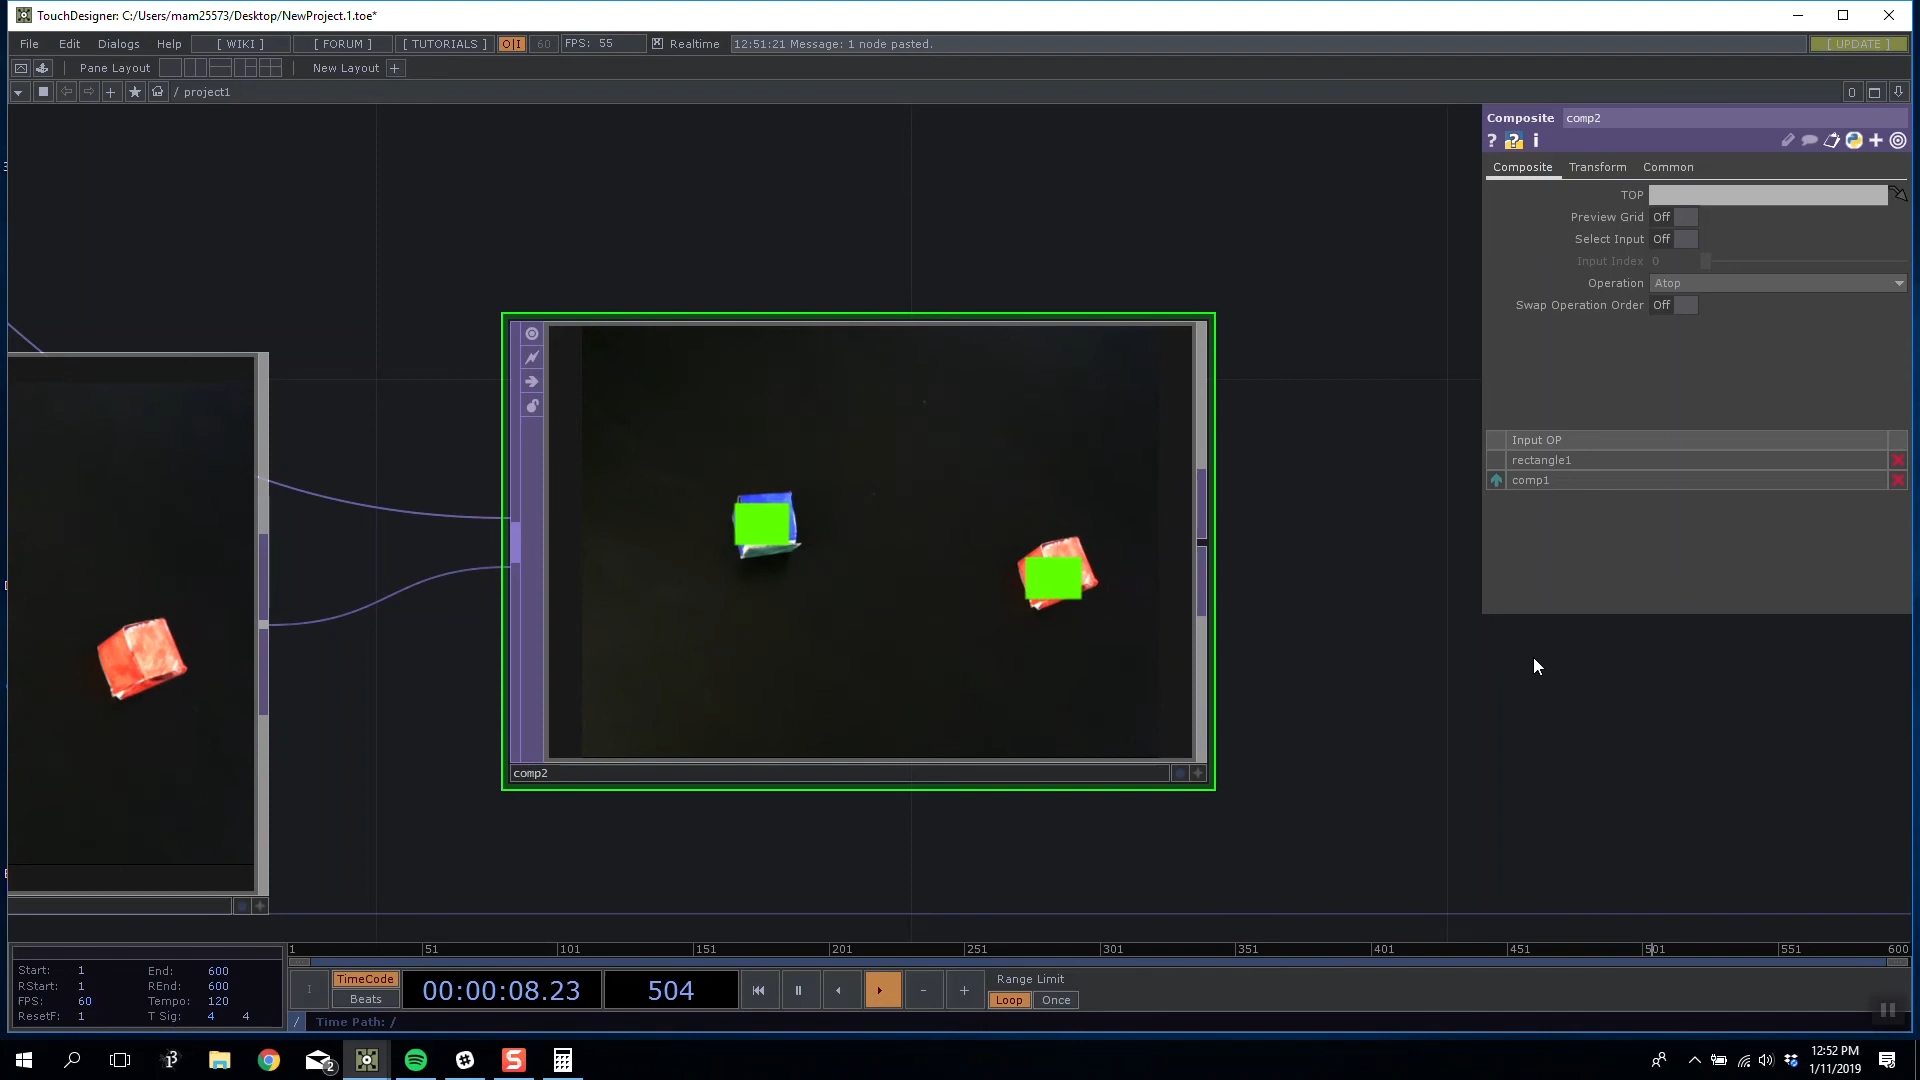 TouchDesigner: C:/Users/mam25573/Desktop/NewProject.1.toe*
File Edit Dialogs Help [ WIKI ] [ FORUM ] [ TUTORIALS ] O|I 60 FPS: 55 Realtime 12:51:21 Message: 1 node pasted. [ UPDATE ]
Pane Layout New Layout +
/ project1 0
Composite comp2
? ? i
Composite Transform Common
TOP
Preview Grid Off
Select Input Off
Input Index 0
Operation Atop
Swap Operation Order Off
Input OP
rectangle1
comp1
comp2
1 51 101 151 201 251 301 351 401 451 501 551 600
Start: 1 End: 600
RStart: 1 REnd: 600
FPS: 60 Tempo: 120
ResetF: 1 T Sig: 4 4
TimeCode
Beats
00:00:08.23 504 - +
Range Limit
Loop Once
/ Time Path: /
2
12:52 PM
1/11/2019